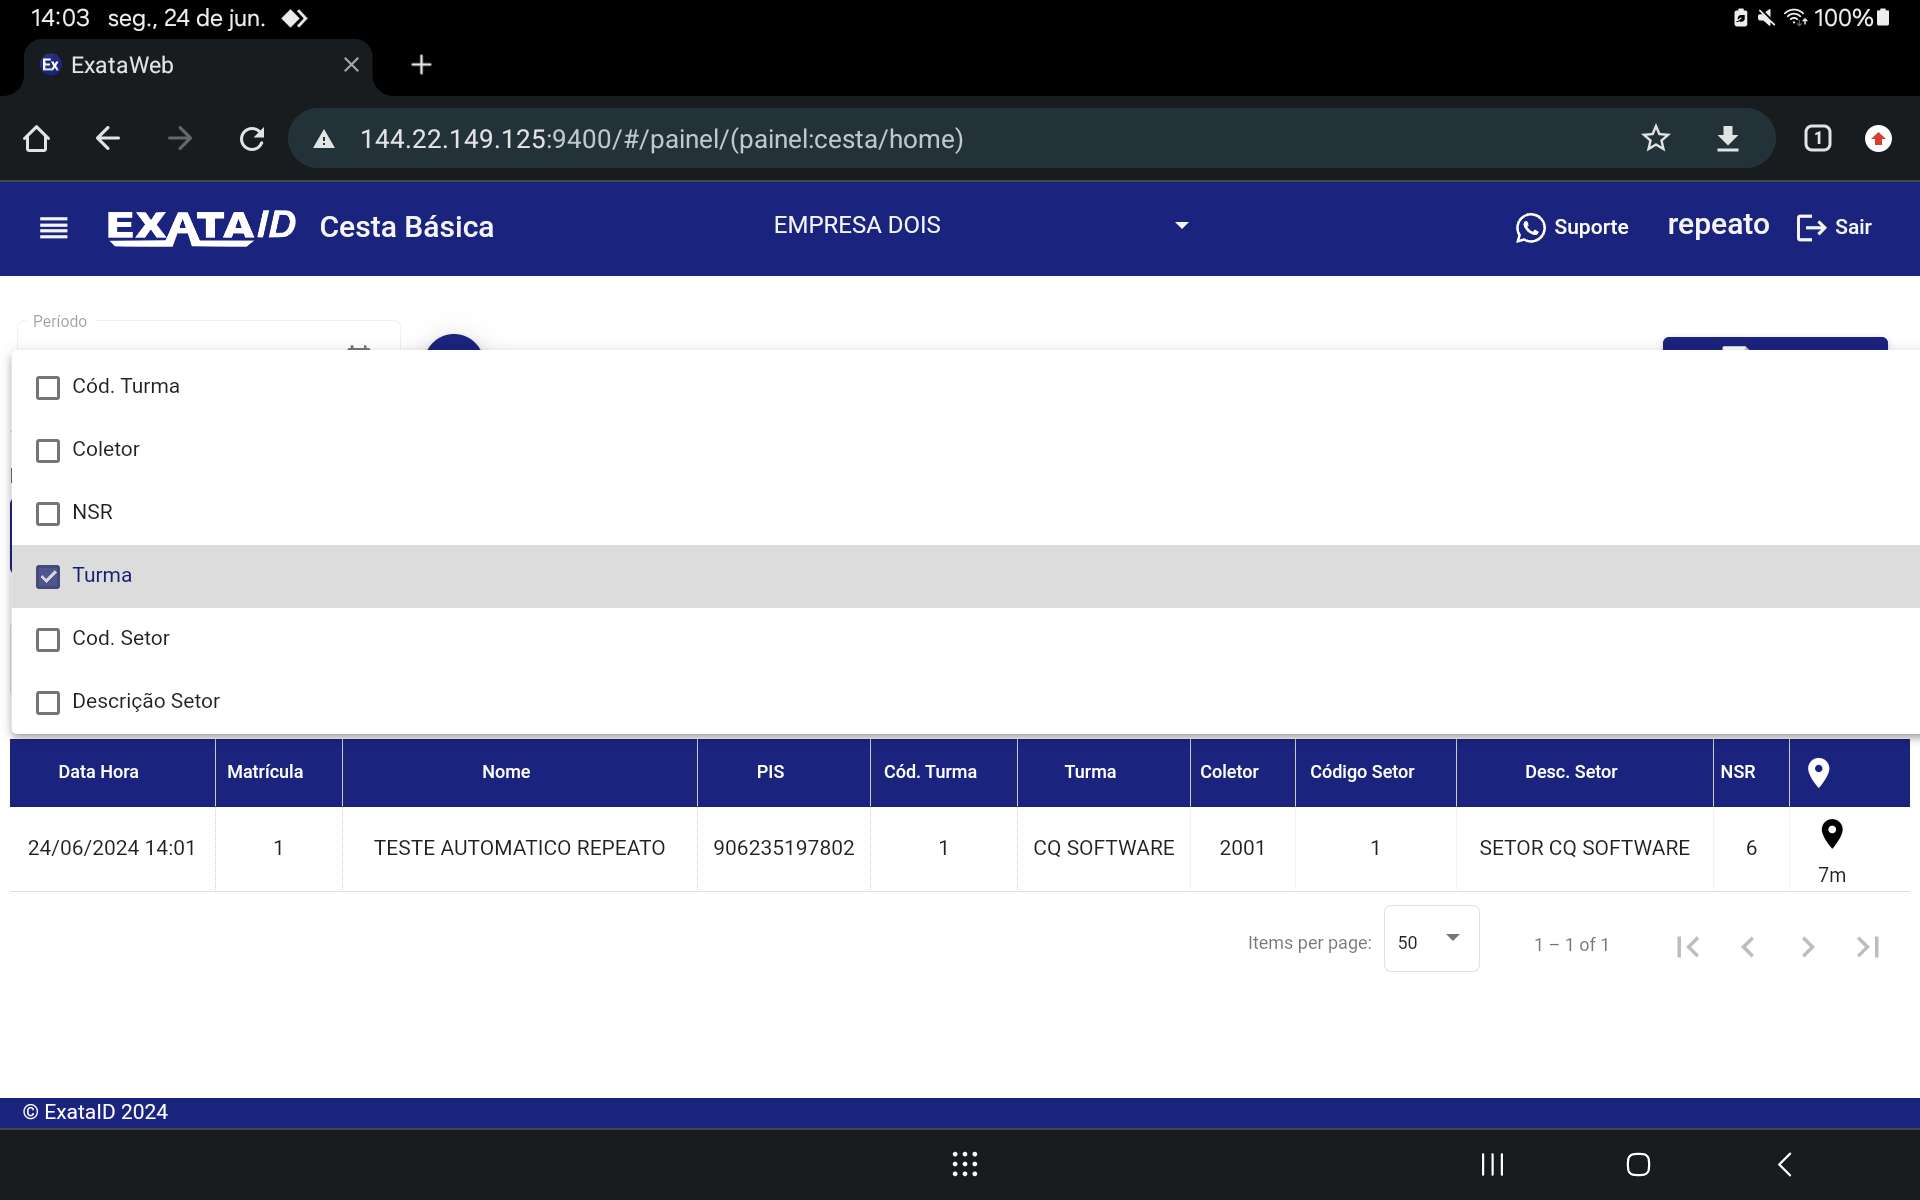 14:03 seg., 24 de jun. 100%
Ex ExataWeb
144.22.149.125:9400/#/painel/(painel:cesta/home) 1
EXATAID Cesta Básica EMPRESA DOIS Suporte repeato Sair
Período
Cód. Turma
Coletor
NSR
Turma
Cod. Setor
Descrição Setor
Data Hora Matrícula Nome PIS Cód. Turma Turma Coletor Código Setor Desc. Setor NSR
24/06/2024 14:01 1 TESTE AUTOMATICO REPEATO 906235197802 1 CQ SOFTWARE 2001 1 SETOR CQ SOFTWARE 6
7m
Items per page: 50 1 – 1 of 1
© ExataID 2024